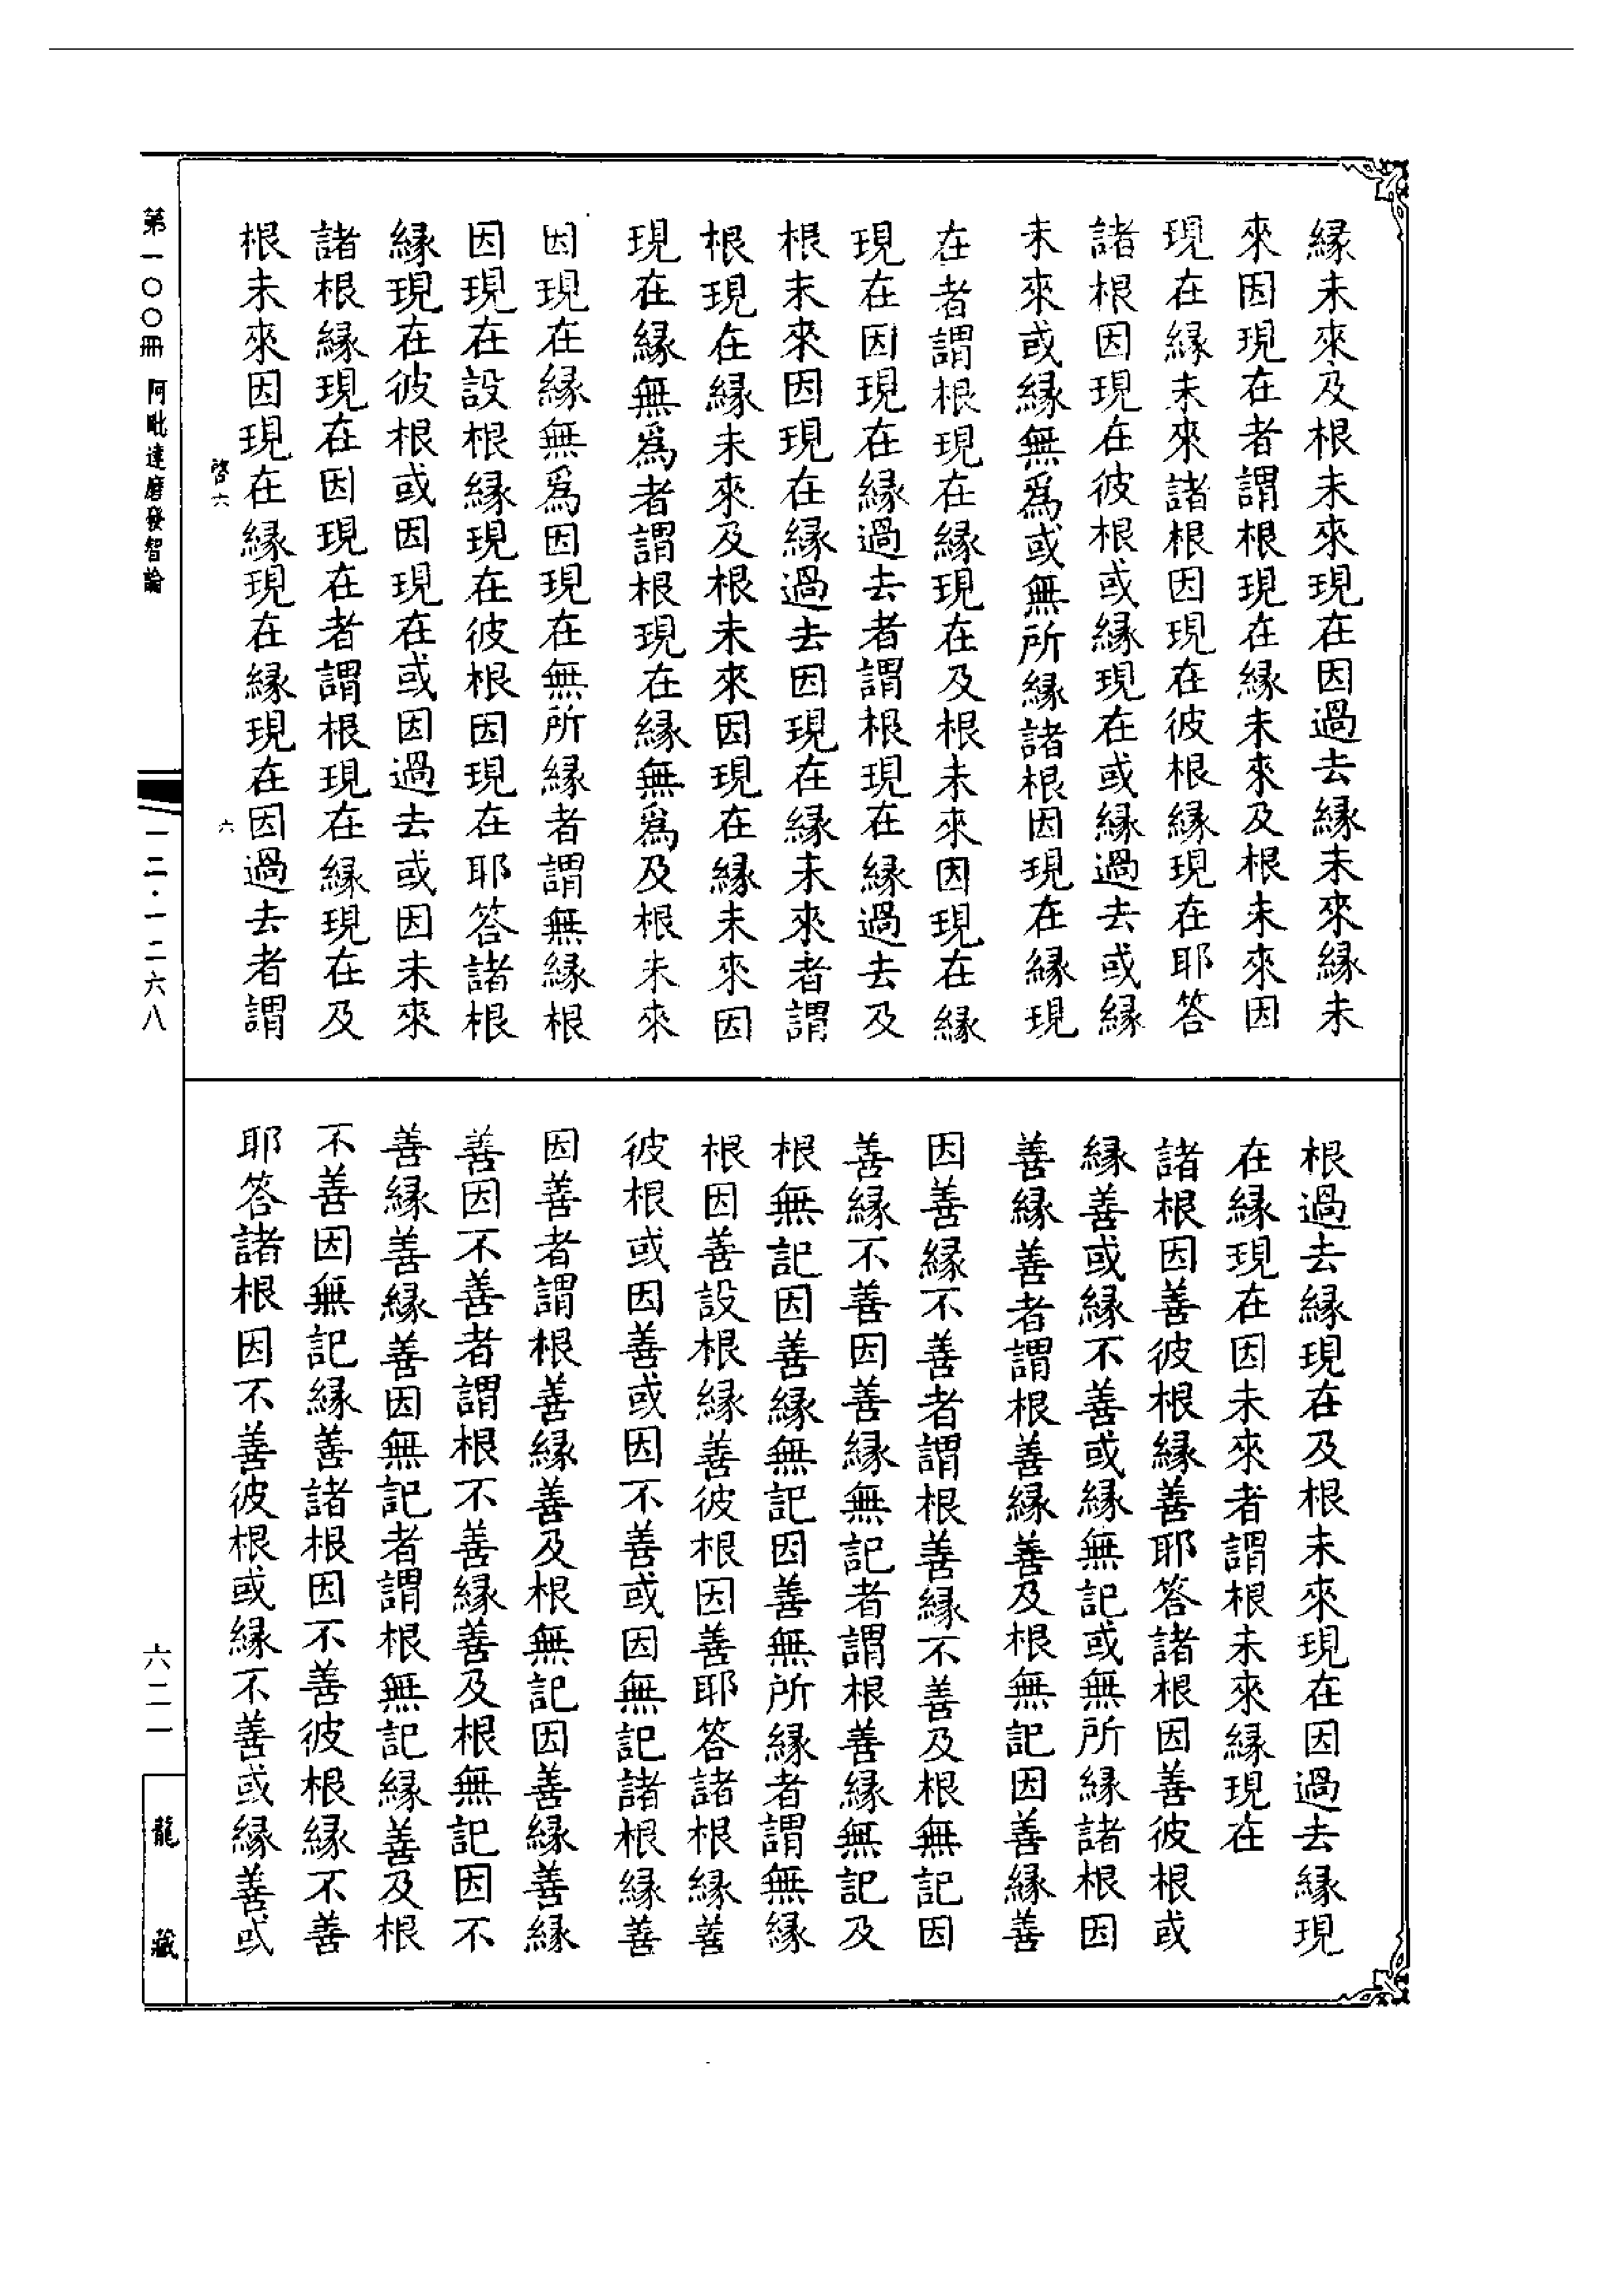 緣未來及根未來現在因過去緣未來緣未
來因現在者謂根現在緣未來及根未來因
現在緣未來諸根因現在彼根緣現在耶答
諸根因現在彼根或緣現在或緣過去或緣
未來或緣無爲或無所緣諸根因現在緣現
在者謂根現在緣現在及根未來因現在緣
現在因現在緣過去者謂根現在緣過去及
根未來因現在緣過去因現在緣未來者謂
根現在緣未來及根未來因現在緣未來因
現在緣無爲者謂根現在緣無爲及根未來
因現在緣無爲因現在無所緣者謂無緣根
因現在設根緣現在彼根因現在耶答諸根
緣現在彼根或因現在或因過去或因未來
諸根緣現在因現在者謂根現在緣現在及
根未來因現在緣現在緣現在因過去者謂
根過去緣現在及根未來現在因過去緣現
在緣現在因未來者謂根未來緣現在
諸根因善彼根緣善耶答諸根因善彼根或
緣善或緣不善或緣無記或無所緣諸根因
善緣善者謂根善緣善及根無記因善緣善
因善緣不善者謂根善緣不善及根無記因
善緣不善因善緣無記者謂根善緣無記及
根無記因善緣無記因善無所緣者謂無緣
根因善設根緣善彼根因善耶答諸根緣善
彼根或因善或因不善或因無記諸根緣善
因善者謂根善緣善及根無記因善緣善緣
善因不善者謂根不善緣善及根無記因不
善緣善緣善因無記者謂根無記緣善及根
不善因無記緣善諸根因不善彼根緣不善
耶答諸根因不善彼根或緣不善或緣善或
啓六
六
第一〇〇冊 阿毗達磨發智論
一二·一二六八
六二一
龍藏